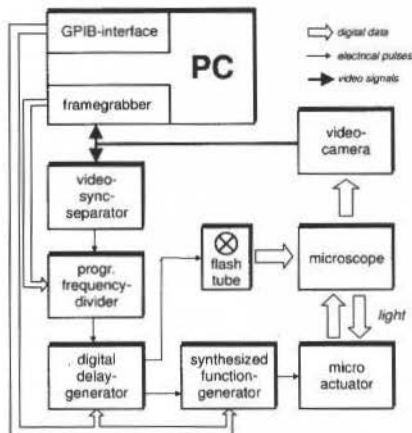 GPIB-interface
PC
framegrabber
digital data
electrical pulses
video signals
video-
camera
video-
sync-
separator
flash
tube
microscope
progr.
frequency-
divider
light
digital
delay-
generator
synthesized
function-
generator
micro
actuator